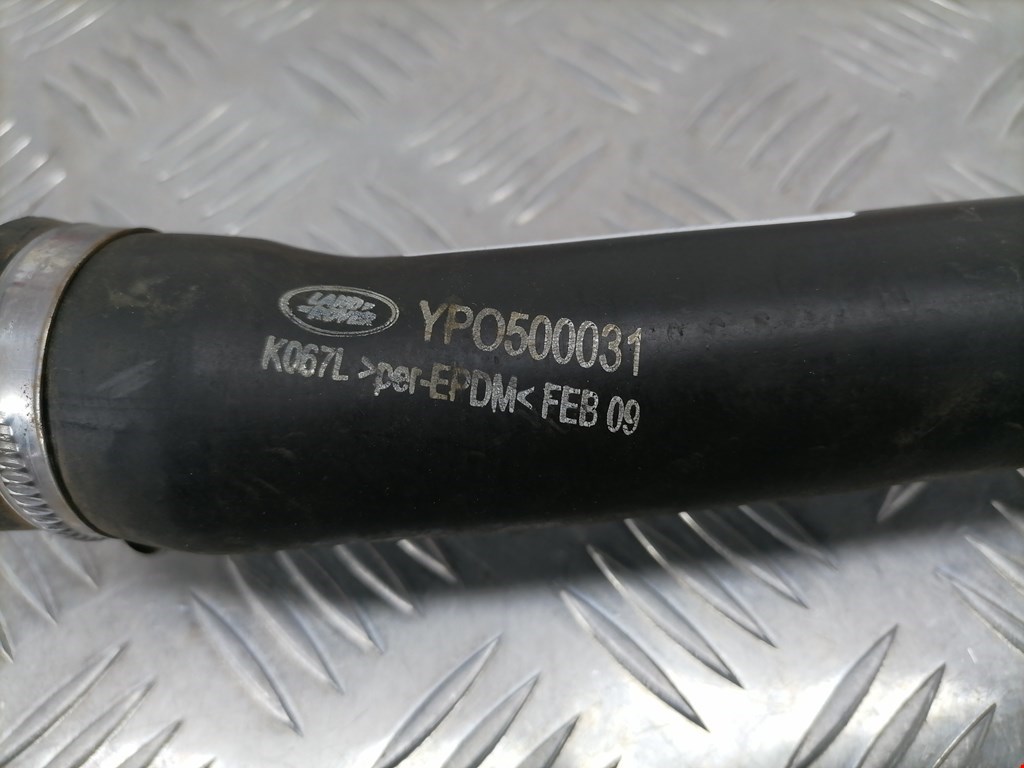 LAND-
-ROVER
YPO500031
K067L >per-EPDM< FEB 09